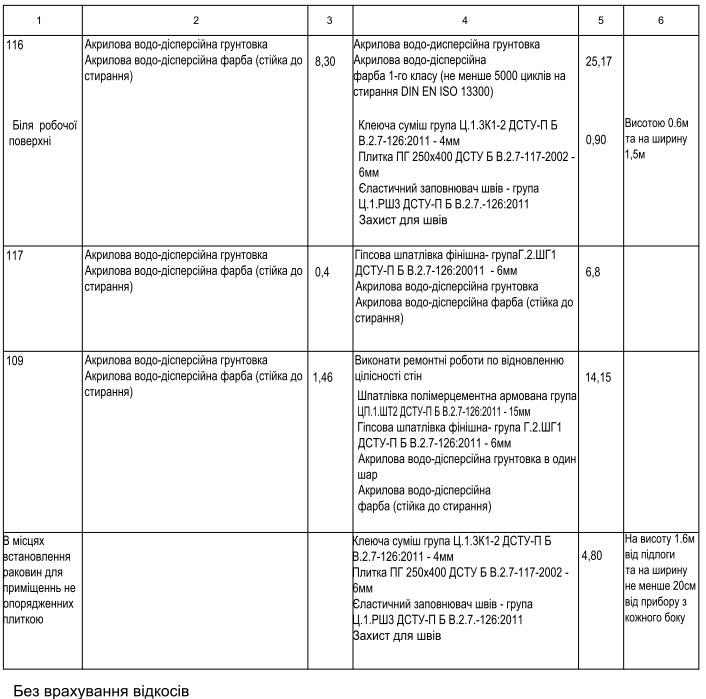 1 2 3 4 5 6
116
Акрилова водо-дісперсійна грунтовка
Акрилова водо-дісперсійна фарба (стійка до
стирання)
8,30
Акрилова водо-дисперсійна грунтовка
Акрилова водо-дісперсійна
фарба 1-го класу (не менше 5000 циклів на
стирання DIN EN ISO 13300)
25,17
Біля робочої
поверхні
Клеюча суміш група Ц.1.ЗК1-2 ДСТУ-П Б
В.2.7-126:2011 - 4мм
Плитка ПГ 250х400 ДСТУ Б В.2.7-117-2002 -
6мм
Єластичний заповнювач швів - група
Ц.1.РШЗ ДСТУ-П Б В.2.7.-126:2011
Захист для швів
0,90
Висотою 0.6м
та на ширину
1,5м
117
Акрилова водо-дісперсійна грунтовка
Акрилова водо-дісперсійна фарба (стійка до
стирання)
0,4
Гіпсова шпатлівка фінішна- групаГ.2.ШГ1
ДСТУ-П Б В.2.7-126:20011 - 6мм
Акрилова водо-дісперсійна грунтовка
Акрилова водо-дісперсійна фарба (стійка до
стирання)
6,8
109
Акрилова водо-дісперсійна грунтовка
Акрилова водо-дісперсійна фарба (стійка до
стирання)
1,46
Виконати ремонтні роботи по відновленню
цілісності стін
Шпатлівка полімерцементна армована група
ЦП.1.ШТ2 ДСТУ-П Б В.2.7-126:2011 - 15мм
Гіпсова шпатлівка фінішна- група Г.2.ШГ1
ДСТУ-П Б В.2.7-126:2011 - 6мм
Акрилова водо-дісперсійна грунтовка в один
шар
Акрилова водо-дісперсійна
фарба (стійка до стирання)
14,15
В місцях
встановлення
раковин для
приміщеннь не
опорядженних
плиткою
Клеюча суміш група Ц.1.ЗК1-2 ДСТУ-П Б
В.2.7-126:2011 - 4мм
Плитка ПГ 250х400 ДСТУ Б В.2.7-117-2002 -
6мм
Єластичний заповнювач швів - група
Ц.1.РШЗ ДСТУ-П Б В.2.7.-126:2011
Захист для швів
4,80
На висоту 1.6м
від підлоги
та на ширину
не менше 20см
від прибору з
кожного боку
Без врахування відкосів